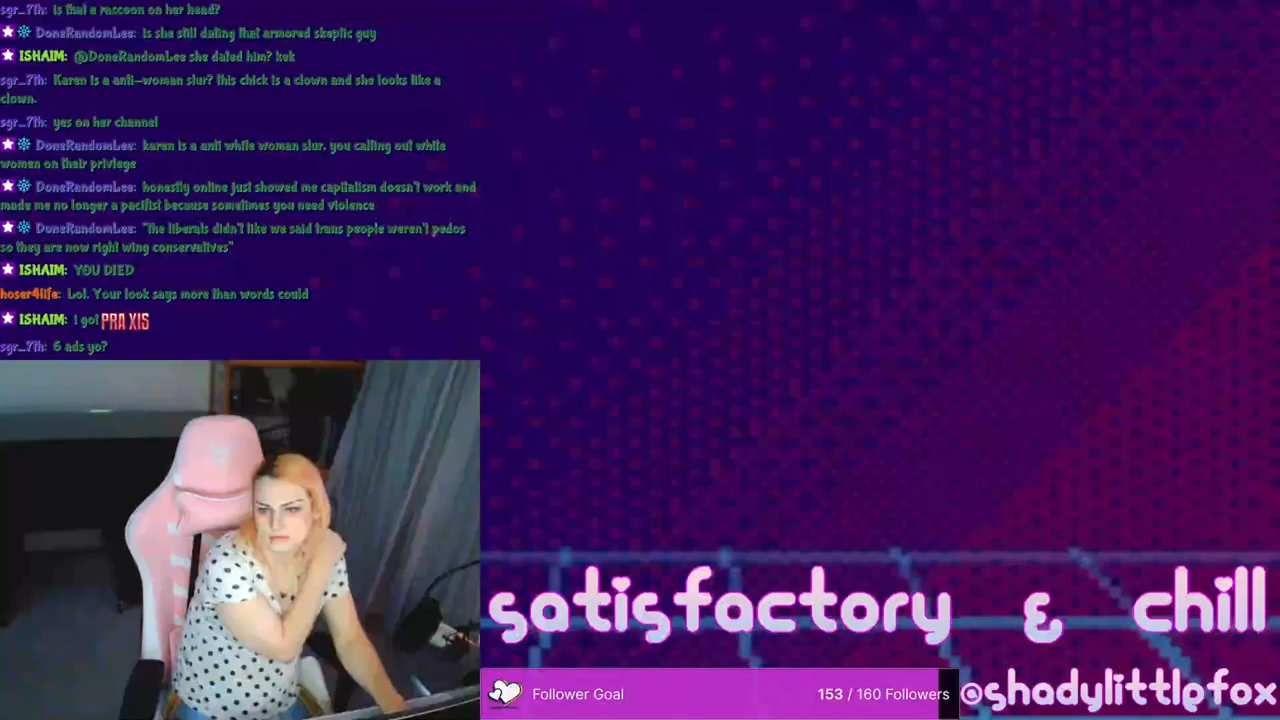 sgr_7th: is that a raccoon on her head?
DoneRandomLee: is she still dating that armored skeptic guy
ISHAIM: @DoneRandomLee she dated him? kek
sgr_7th: Karen is a anti-woman slur? this chick is a clown and she looks like a
clown.
sgr_7th: yes on her channel
DoneRandomLee: karen is a anti white woman slur. you calling out white
women on their privlege
DoneRandomLee: honestly online just showed me capitalism doesn't work and
made me no longer a pacifist because sometimes you need violence
DoneRandomLee: "the liberals didn't like we said trans people weren't pedos
so they are now right wing conservatives"
ISHAIM: YOU DIED
hoser4life: Lol. Your look says more than words could
ISHAIM: I got PRAXIS
sgr_7th: 6 ads yo?
satisfactory & chill
Follower Goal 153 / 160 Followers
@shadylittlefox